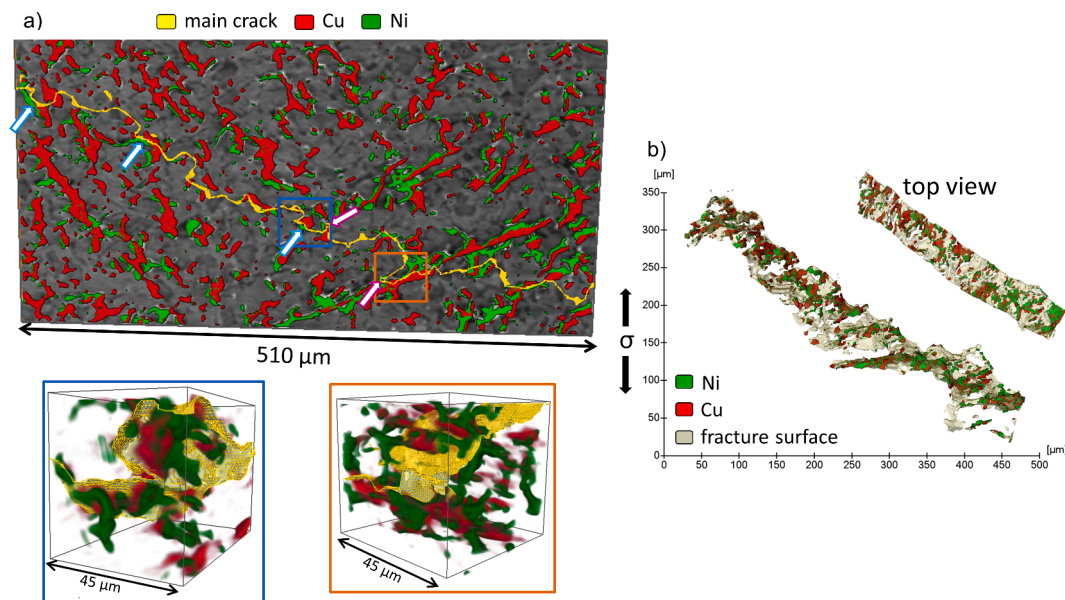 a)
main crack Cu Ni
510 µm
45 µm
45 µm
b)
[µm]
top view
350
300
250
200
150
100
50
0
σ
Ni
Cu
fracture surface
[µm]
0 50 100 150 200 250 300 350 400 450 500